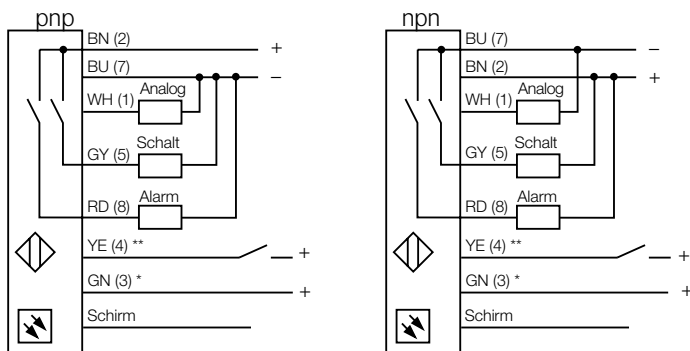 pnp
BN (2)
+
BU (7)
–
WH (1)
Analog
GY (5)
Schalt
RD (8)
Alarm
YE (4) **
+
GN (3) *
+
Schirm
npn
BU (7)
–
BN (2)
+
WH (1)
Analog
GY (5)
Schalt
RD (8)
Alarm
YE (4) **
+
GN (3) *
+
Schirm